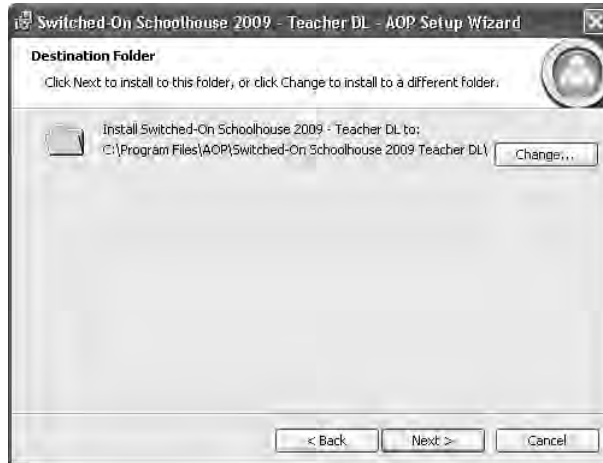 Switched-On Schoolhouse 2009 - Teacher DL - AOP Setup Wizard
Destination Folder
Click Next to install to this folder, or click Change to install to a different folder.
Install Switched-On Schoolhouse 2009 - Teacher DL to:
C:\Program Files\AOP\Switched-On Schoolhouse 2009 Teacher DL\
Change...
< Back
Next >
Cancel